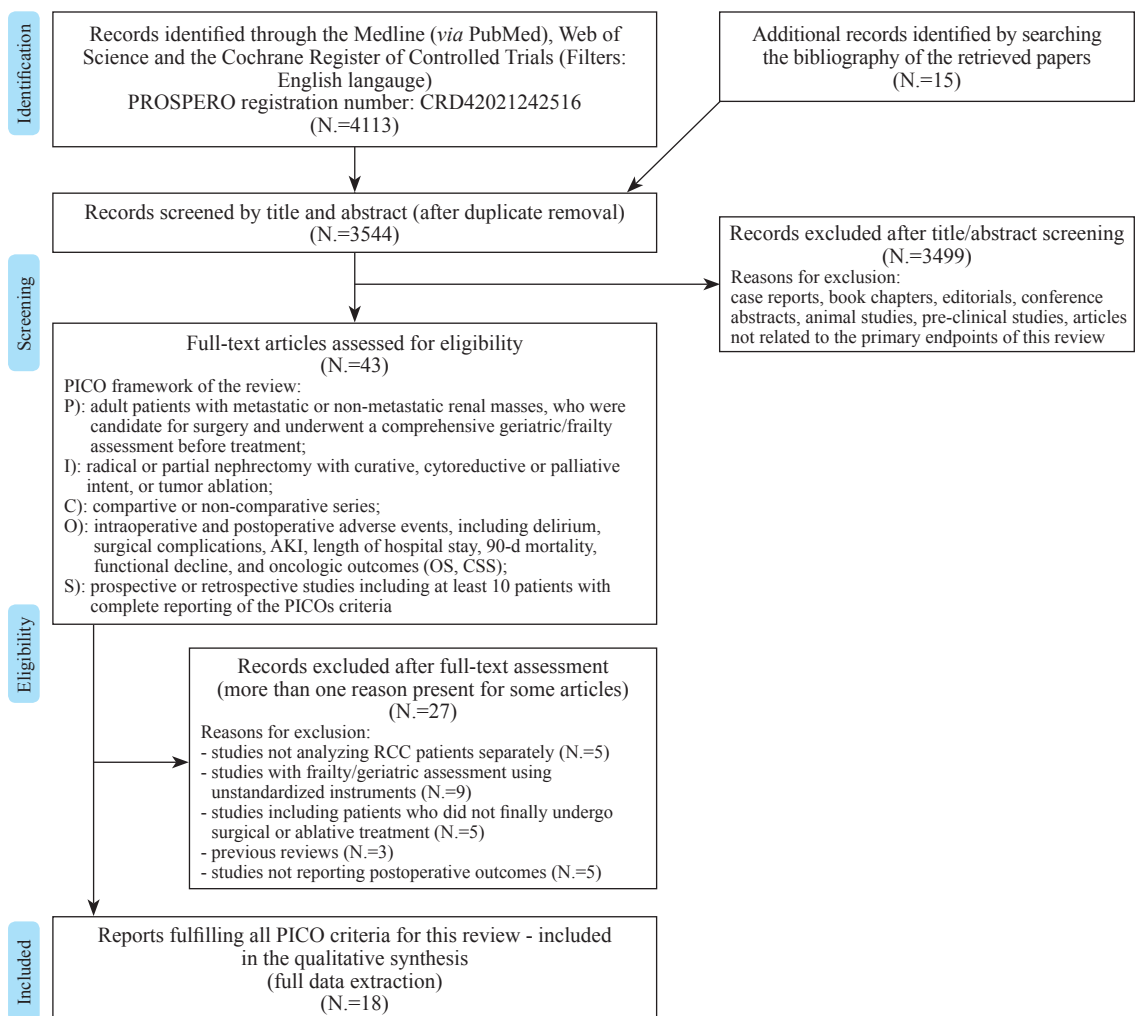 Identification
Records identified through the Medline (via PubMed), Web of
Science and the Cochrane Register of Controlled Trials (Filters:
English langauge)
PROSPERO registration number: CRD42021242516
(N.=4113)
Additional records identified by searching
the bibliography of the retrieved papers
(N.=15)
Records screened by title and abstract (after duplicate removal)
(N.=3544)
Screening
Records excluded after title/abstract screening
(N.=3499)
Reasons for exclusion:
case reports, book chapters, editorials, conference
abstracts, animal studies, pre-clinical studies, articles
not related to the primary endpoints of this review
Full-text articles assessed for eligibility
(N.=43)
PICO framework of the review:
P): adult patients with metastatic or non-metastatic renal masses, who were
candidate for surgery and underwent a comprehensive geriatric/frailty
assessment before treatment;
I): radical or partial nephrectomy with curative, cytoreductive or palliative
intent, or tumor ablation;
C): compartive or non-comparative series;
O): intraoperative and postoperative adverse events, including delirium,
surgical complications, AKI, length of hospital stay, 90-d mortality,
functional decline, and oncologic outcomes (OS, CSS);
S): prospective or retrospective studies including at least 10 patients with
complete reporting of the PICOs criteria
Eligibility
Records excluded after full-text assessment
(more than one reason present for some articles)
(N.=27)
Reasons for exclusion:
- studies not analyzing RCC patients separately (N.=5)
- studies with frailty/geriatric assessment using
unstandardized instruments (N.=9)
- studies including patients who did not finally undergo
surgical or ablative treatment (N.=5)
- previous reviews (N.=3)
- studies not reporting postoperative outcomes (N.=5)
Included
Reports fulfilling all PICO criteria for this review - included
in the qualitative synthesis
(full data extraction)
(N.=18)